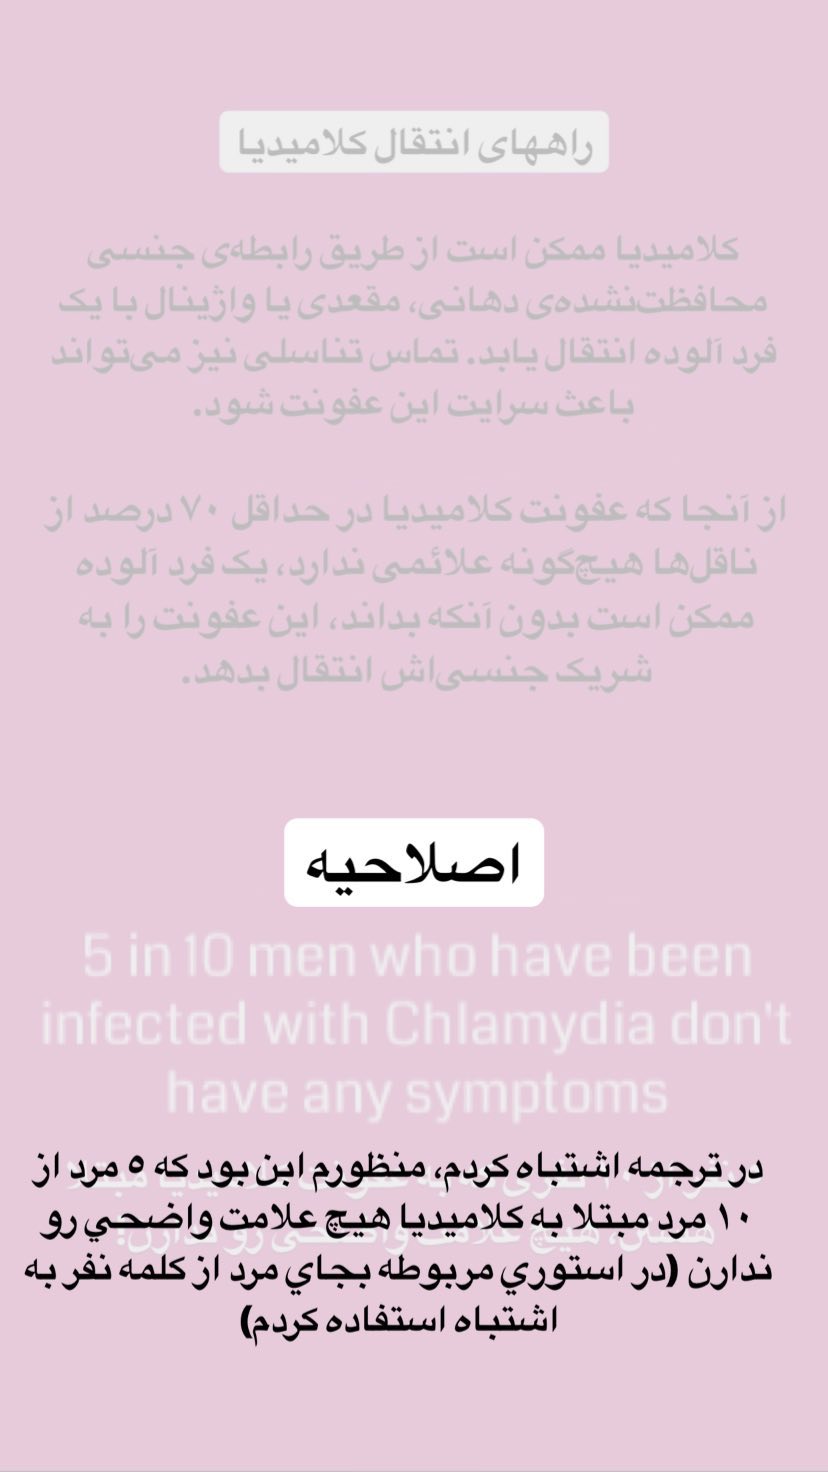 راههای انتقال کلامیدیا
کلامیدیا ممکن است از طریق رابطه‌ی جنسی
محافظت‌نشده‌ی دهانی، مقعدی یا واژینال با یک
فرد آلوده انتقال یابد. تماس تناسلی نیز می‌تواند
باعث سرایت این عفونت شود.
از آنجا که عفونت کلامیدیا در حداقل ۷۰ درصد از
ناقل‌ها هیچ‌گونه علائمی ندارد، یک فرد آلوده
ممکن است بدون آنکه بداند، این عفونت را به
شریک جنسی‌اش انتقال بدهد.
اصلاحیه
5 in 10 men who have been
infected with Chlamydia don't
have any symptoms
در ترجمه اشتباه کردم، منظورم ابن بود که ۵ مرد از
۱۰ مرد مبتلا به کلامیدیا هیچ علامت واضحي رو
ندارن (در استوري مربوطه بجاي مرد از کلمه نفر به
اشتباه استفاده کردم)